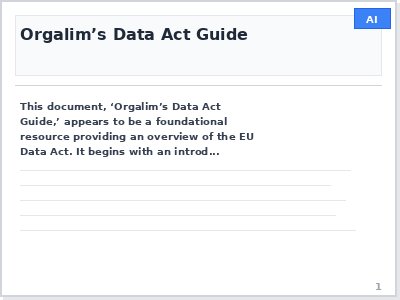 AI
Orgalim’s Data Act Guide
This document, ‘Orgalim’s Data Act
Guide,’ appears to be a foundational
resource providing an overview of the EU
Data Act. It begins with an introd...
1